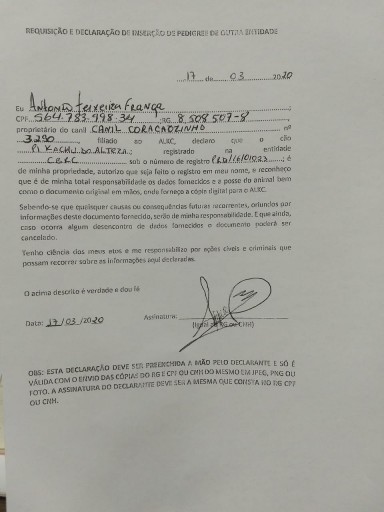 REQUISIÇÃO E DECLARAÇÃO DE INSERÇÃO DE PEDIGREE DE OUTRA ENTIDADE
17 de 03 2020
Eu Antonio Teixeira França
CPF 564.783.998.34 RG 8.508.507-8,
proprietário do canil CANIL CORACAOZINHO nº
3.290 filiado ao ALKC, declaro que o cão
PIKACHU DO ALTEZA; registrado na entidade
CBKC sob o número de registro ; é
de minha propriedade, autorizo que seja feito o registro em meu nome, e reconheço
que é de minha total responsabilidade os dados fornecidos e a posse do animal bem
como o documento original em mãos, onde forneço a cópia digital para o ALKC.
Sabendo-se que quaisquer causas ou consequências futuras recorrentes, oriundas por
informações deste documento fornecido, serão de minha responsabilidade. E que ainda,
caso ocorra algum desencontro de dados fornecidos o documento poderá ser
cancelado.
Tenho ciência dos meus atos e me responsabilizo por ações cíveis e criminais que
possam recorrer sobre as informações aqui declaradas.
O acima descrito é verdade e dou fé
Assinatura:
(igual ao RG ou CNH)
Data: 17/03/2020
OBS: ESTA DECLARAÇÃO DEVE SER PREENCHIDA A MÃO PELO DECLARANTE E SÓ É
VÁLIDA COM O ENVIO DAS CÓPIAS DO RG E CPF OU CNH DO MESMO EM JPEG, PNG OU
FOTO. A ASSINATURA DO DECLARANTE DEVE SER A MESMA QUE CONSTA NO RG CPF
OU CNH.